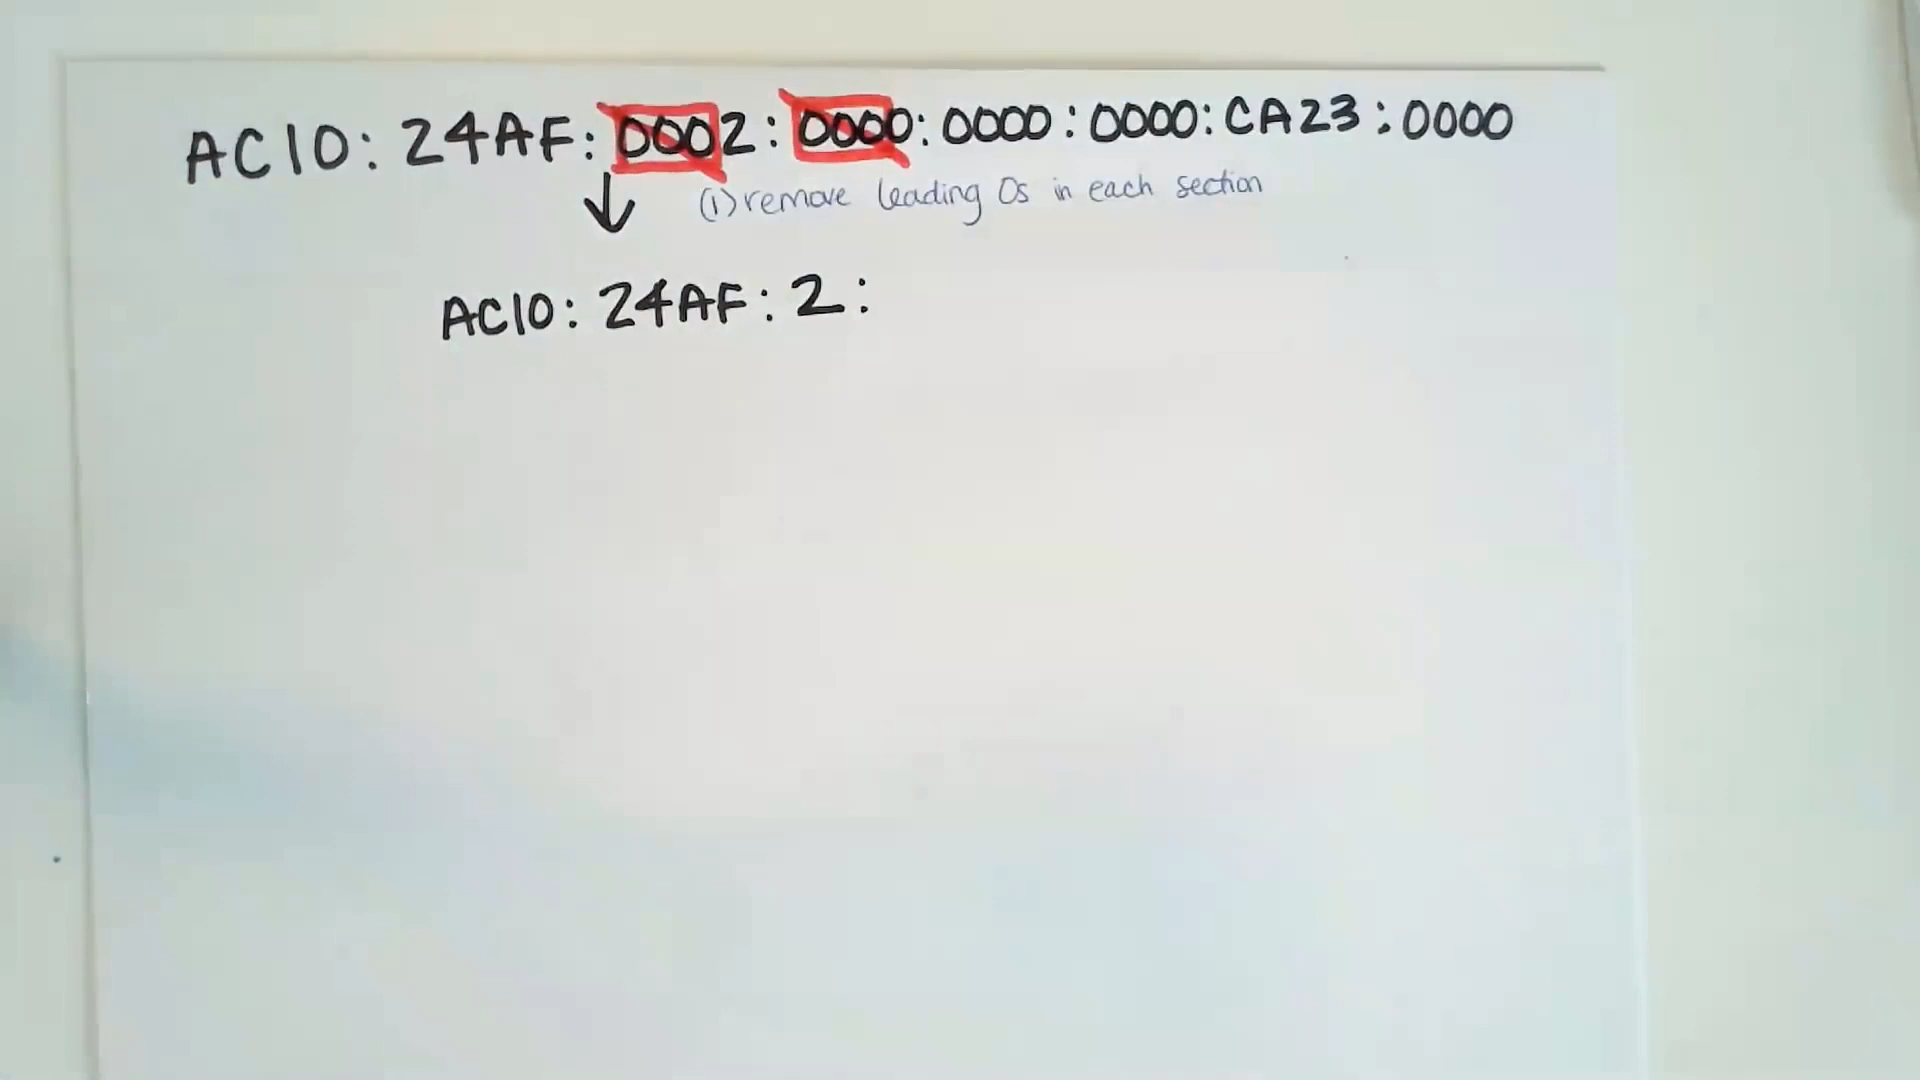 AC10:24AF:0002:0000:0000:0000:CA23:0000
(1) remove leading 0s in each section
AC10:24AF:2: